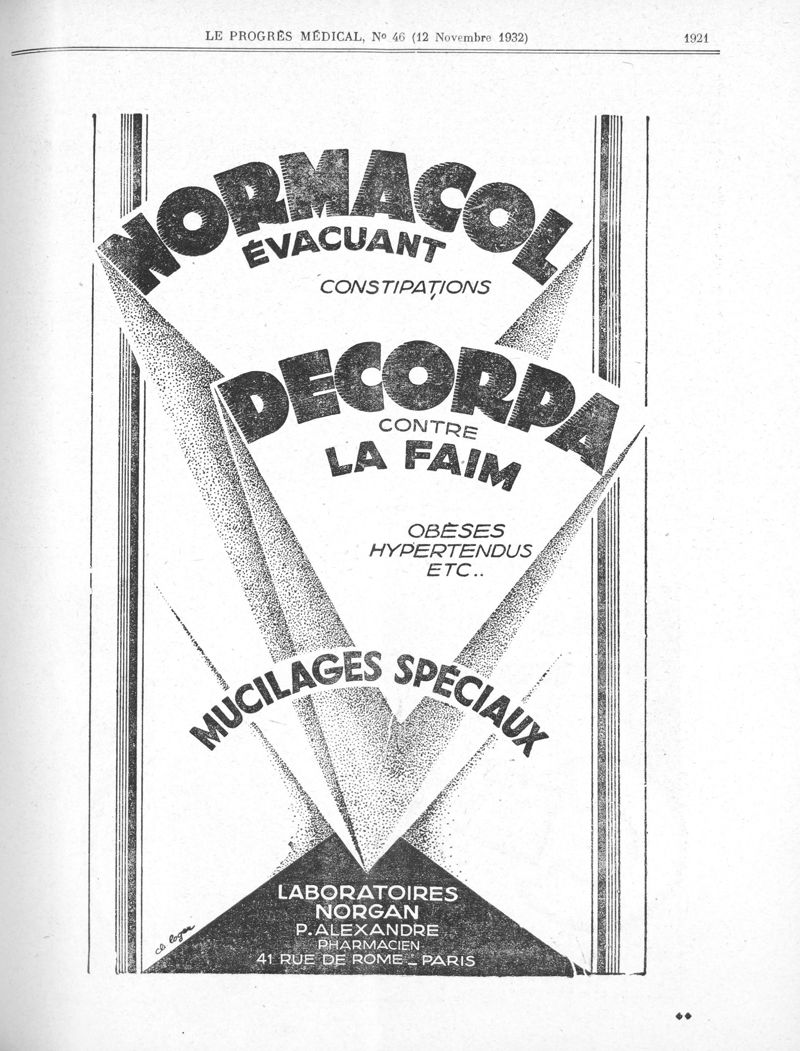 LE PROGRÈS MÉDICAL, Nº 46 (12 Novembre 1932) 1921
NORMACOL
ÉVACUANT
CONSTIPATIONS
DECORPA
CONTRE
LA FAIM
OBÈSES
HYPERTENDUS
ETC..
MUCILAGES SPÉCIAUX
LABORATOIRES
NORGAN
P. ALEXANDRE
PHARMACIEN
41 RUE DE ROME _ PARIS